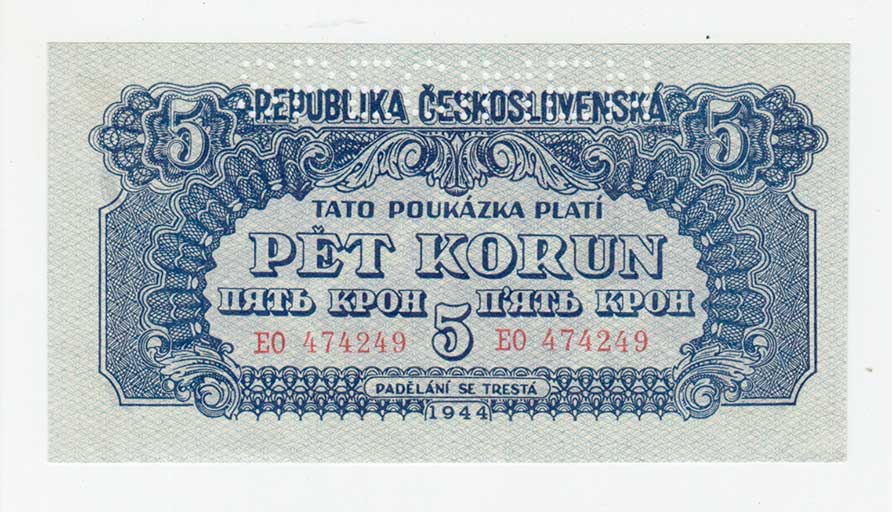 5 REPUBLIKA ČESKOSLOVENSKÁ 5
TATO POUKÁZKA PLATÍ
PĚT KORUN
ПЯТЬ КРОН П'ЯТЬ КРОН
EO 474249 5 EO 474249
PADĚLÁNÍ SE TRESTÁ
1944